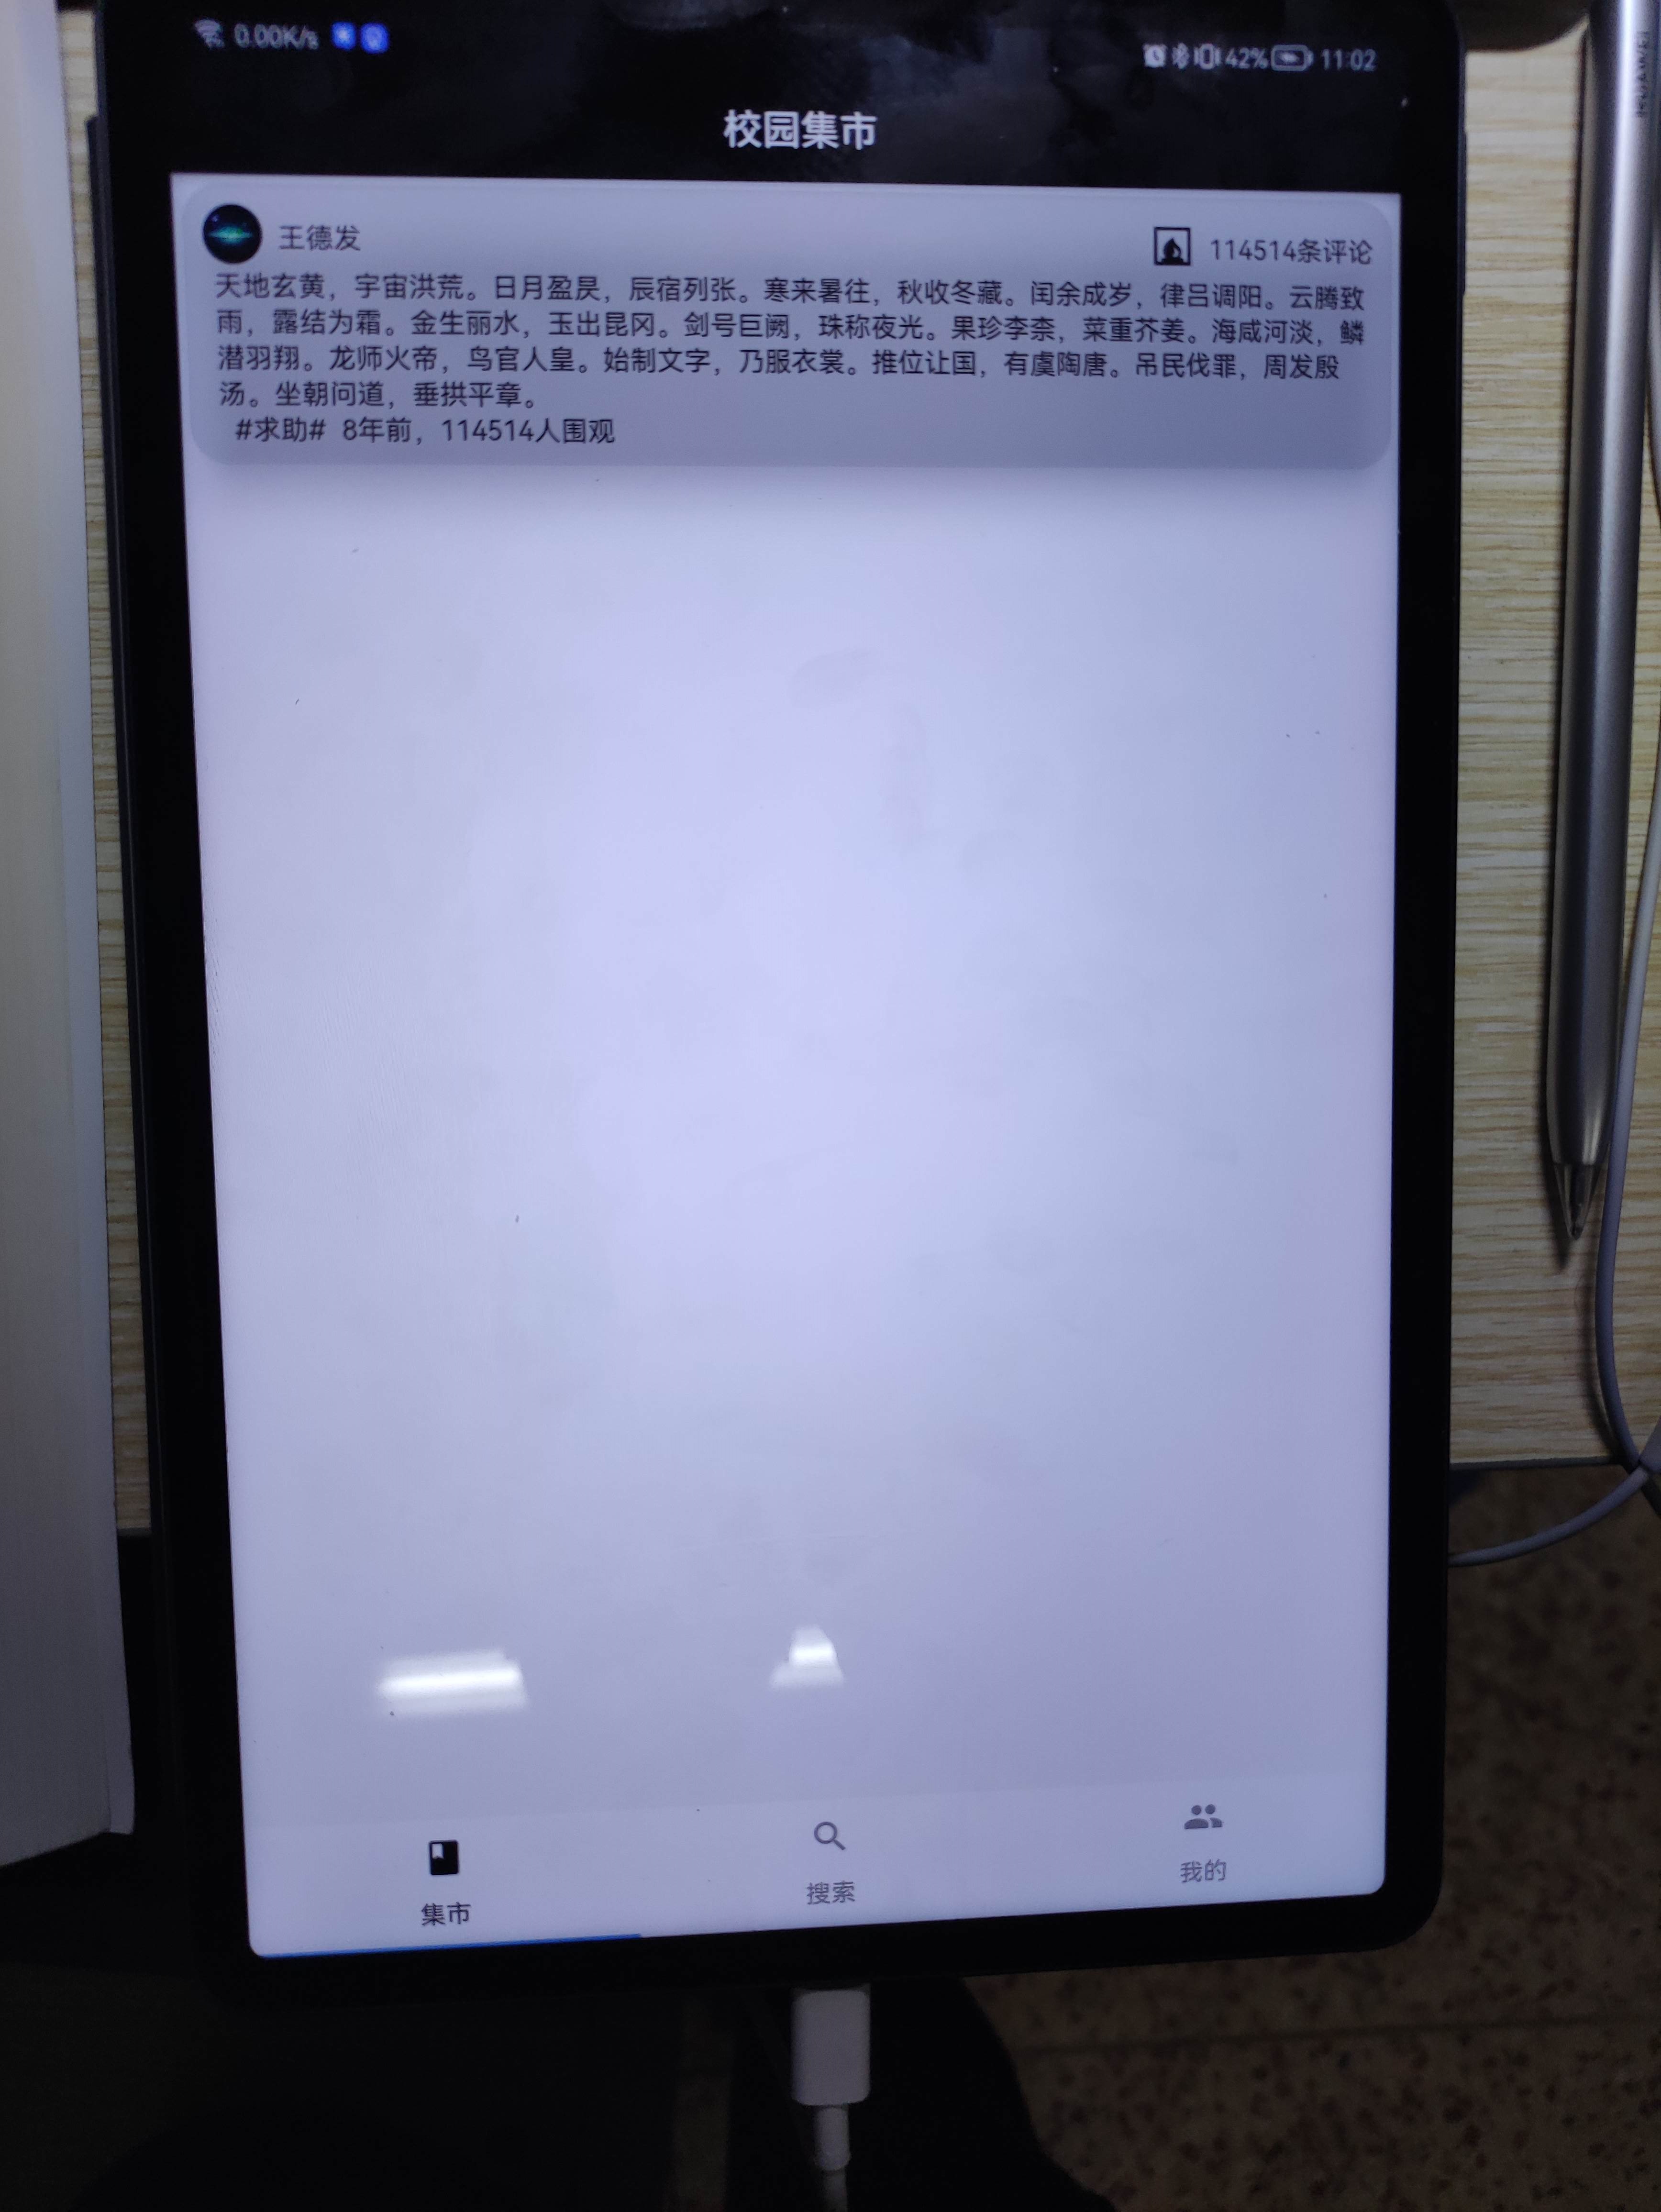 0.00K/s
42% 11:02
校园集市
王德发
114514条评论
天地玄黄，宇宙洪荒。日月盈昃，辰宿列张。寒来暑往，秋收冬藏。闰余成岁，律吕调阳。云腾致
雨，露结为霜。金生丽水，玉出昆冈。剑号巨阙，珠称夜光。果珍李柰，菜重芥姜。海咸河淡，鳞
潜羽翔。龙师火帝，鸟官人皇。始制文字，乃服衣裳。推位让国，有虞陶唐。吊民伐罪，周发殷
汤。坐朝问道，垂拱平章。
#求助# 8年前，114514人围观
集市
搜索
我的